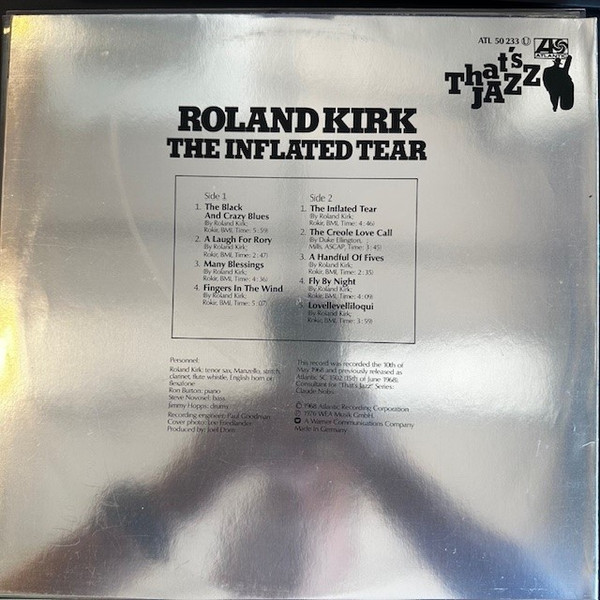 ATL 50 233 Ⓤ
ATLANTIC
That's
JAZZ
ROLAND KIRK
THE INFLATED TEAR
Side 1
1. The Black
And Crazy Blues
(By Roland Kirk;
Rokir, BMI, Time: 5:59)
2. A Laugh For Rory
(By Roland Kirk;
Rokir, BMI, Time: 2:47)
3. Many Blessings
(By Roland Kirk;
Rokir, BMI, Time: 4:36)
4. Fingers In The Wind
(By Roland Kirk;
Rokir, BMI, Time: 5:07)
Side 2
1. The Inflated Tear
(By Roland Kirk;
Rokir, BMI, Time: 4:46)
2. The Creole Love Call
(By Duke Ellington,
Mills, ASCAP, Time: 3:45)
3. A Handful Of Fives
(By Roland Kirk;
Rokir, BMI, Time: 2:35)
4. Fly By Night
(By Roland Kirk;
Rokir, BMI, Time: 4:09)
5. Lovellevelliloqui
(By Roland Kirk;
Rokir, BMI, Time: 3:59)
Personnel:
Roland Kirk: tenor sax, Manzello, stritch,
clarinet, flute whistle, English horn or
flexafone
Ron Burton: piano
Steve Novosel: bass
Jimmy Hopps: drums
Recording engineer: Paul Goodman
Cover photo: Lee Friedlander
Produced by: Joel Dorn
This record was recorded the 10th of
May 1968 and previously released as
Atlantic SC 1502 (15th of June 1968).
Consultant for "That's Jazz" Series:
Claude Nobs
© 1968 Atlantic Recording Corporation
℗ 1976 WEA Musik GmbH.
A Warner Communications Company
Made in Germany